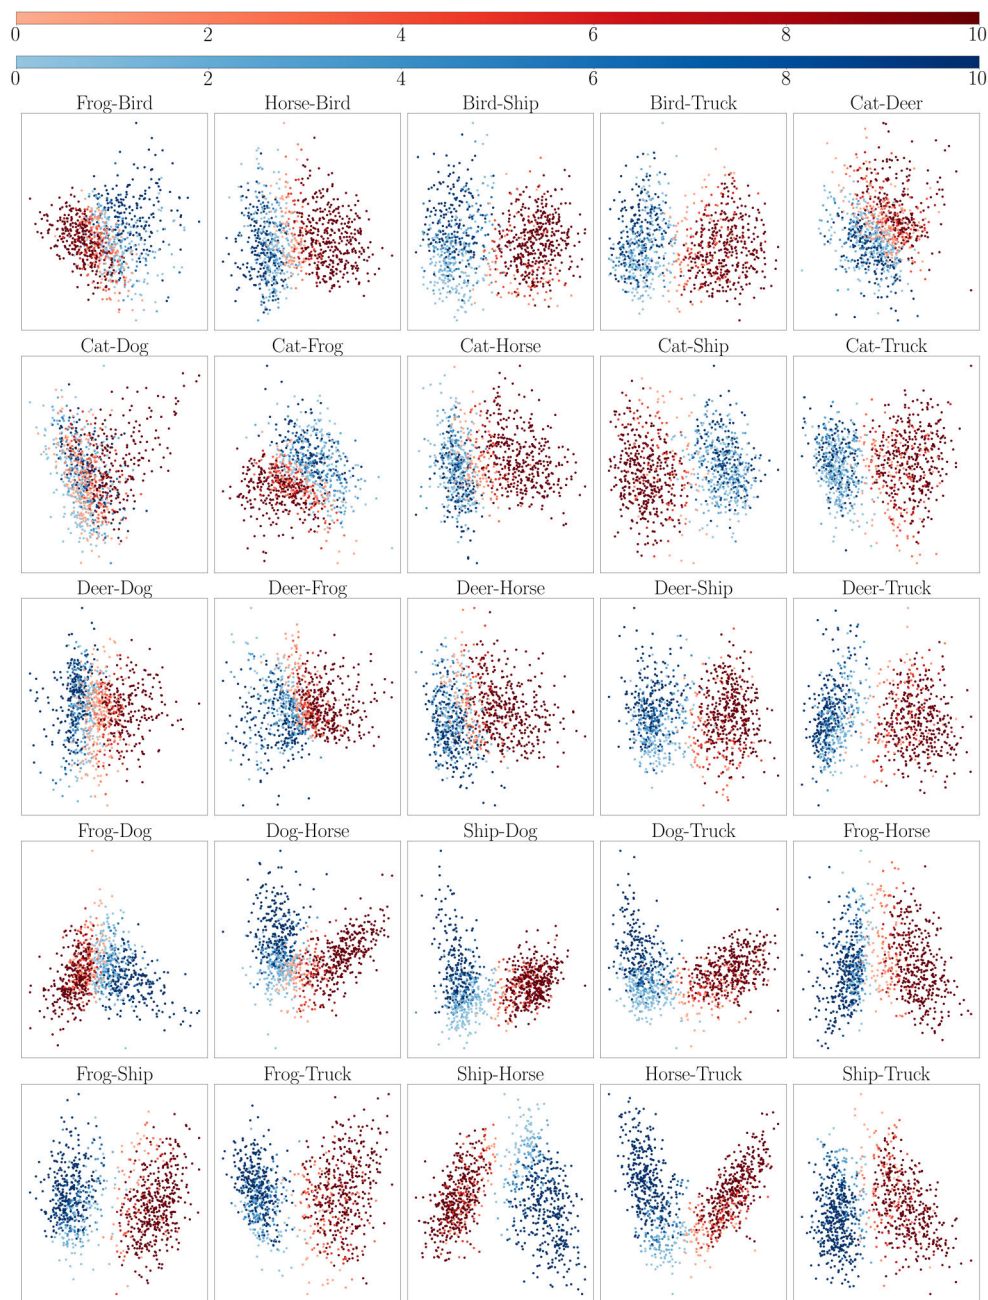 0 2 4 6 8 10
0 2 4 6 8 10
Frog-Bird Horse-Bird Bird-Ship Bird-Truck Cat-Deer
Cat-Dog Cat-Frog Cat-Horse Cat-Ship Cat-Truck
Deer-Dog Deer-Frog Deer-Horse Deer-Ship Deer-Truck
Frog-Dog Dog-Horse Ship-Dog Dog-Truck Frog-Horse
Frog-Ship Frog-Truck Ship-Horse Horse-Truck Ship-Truck